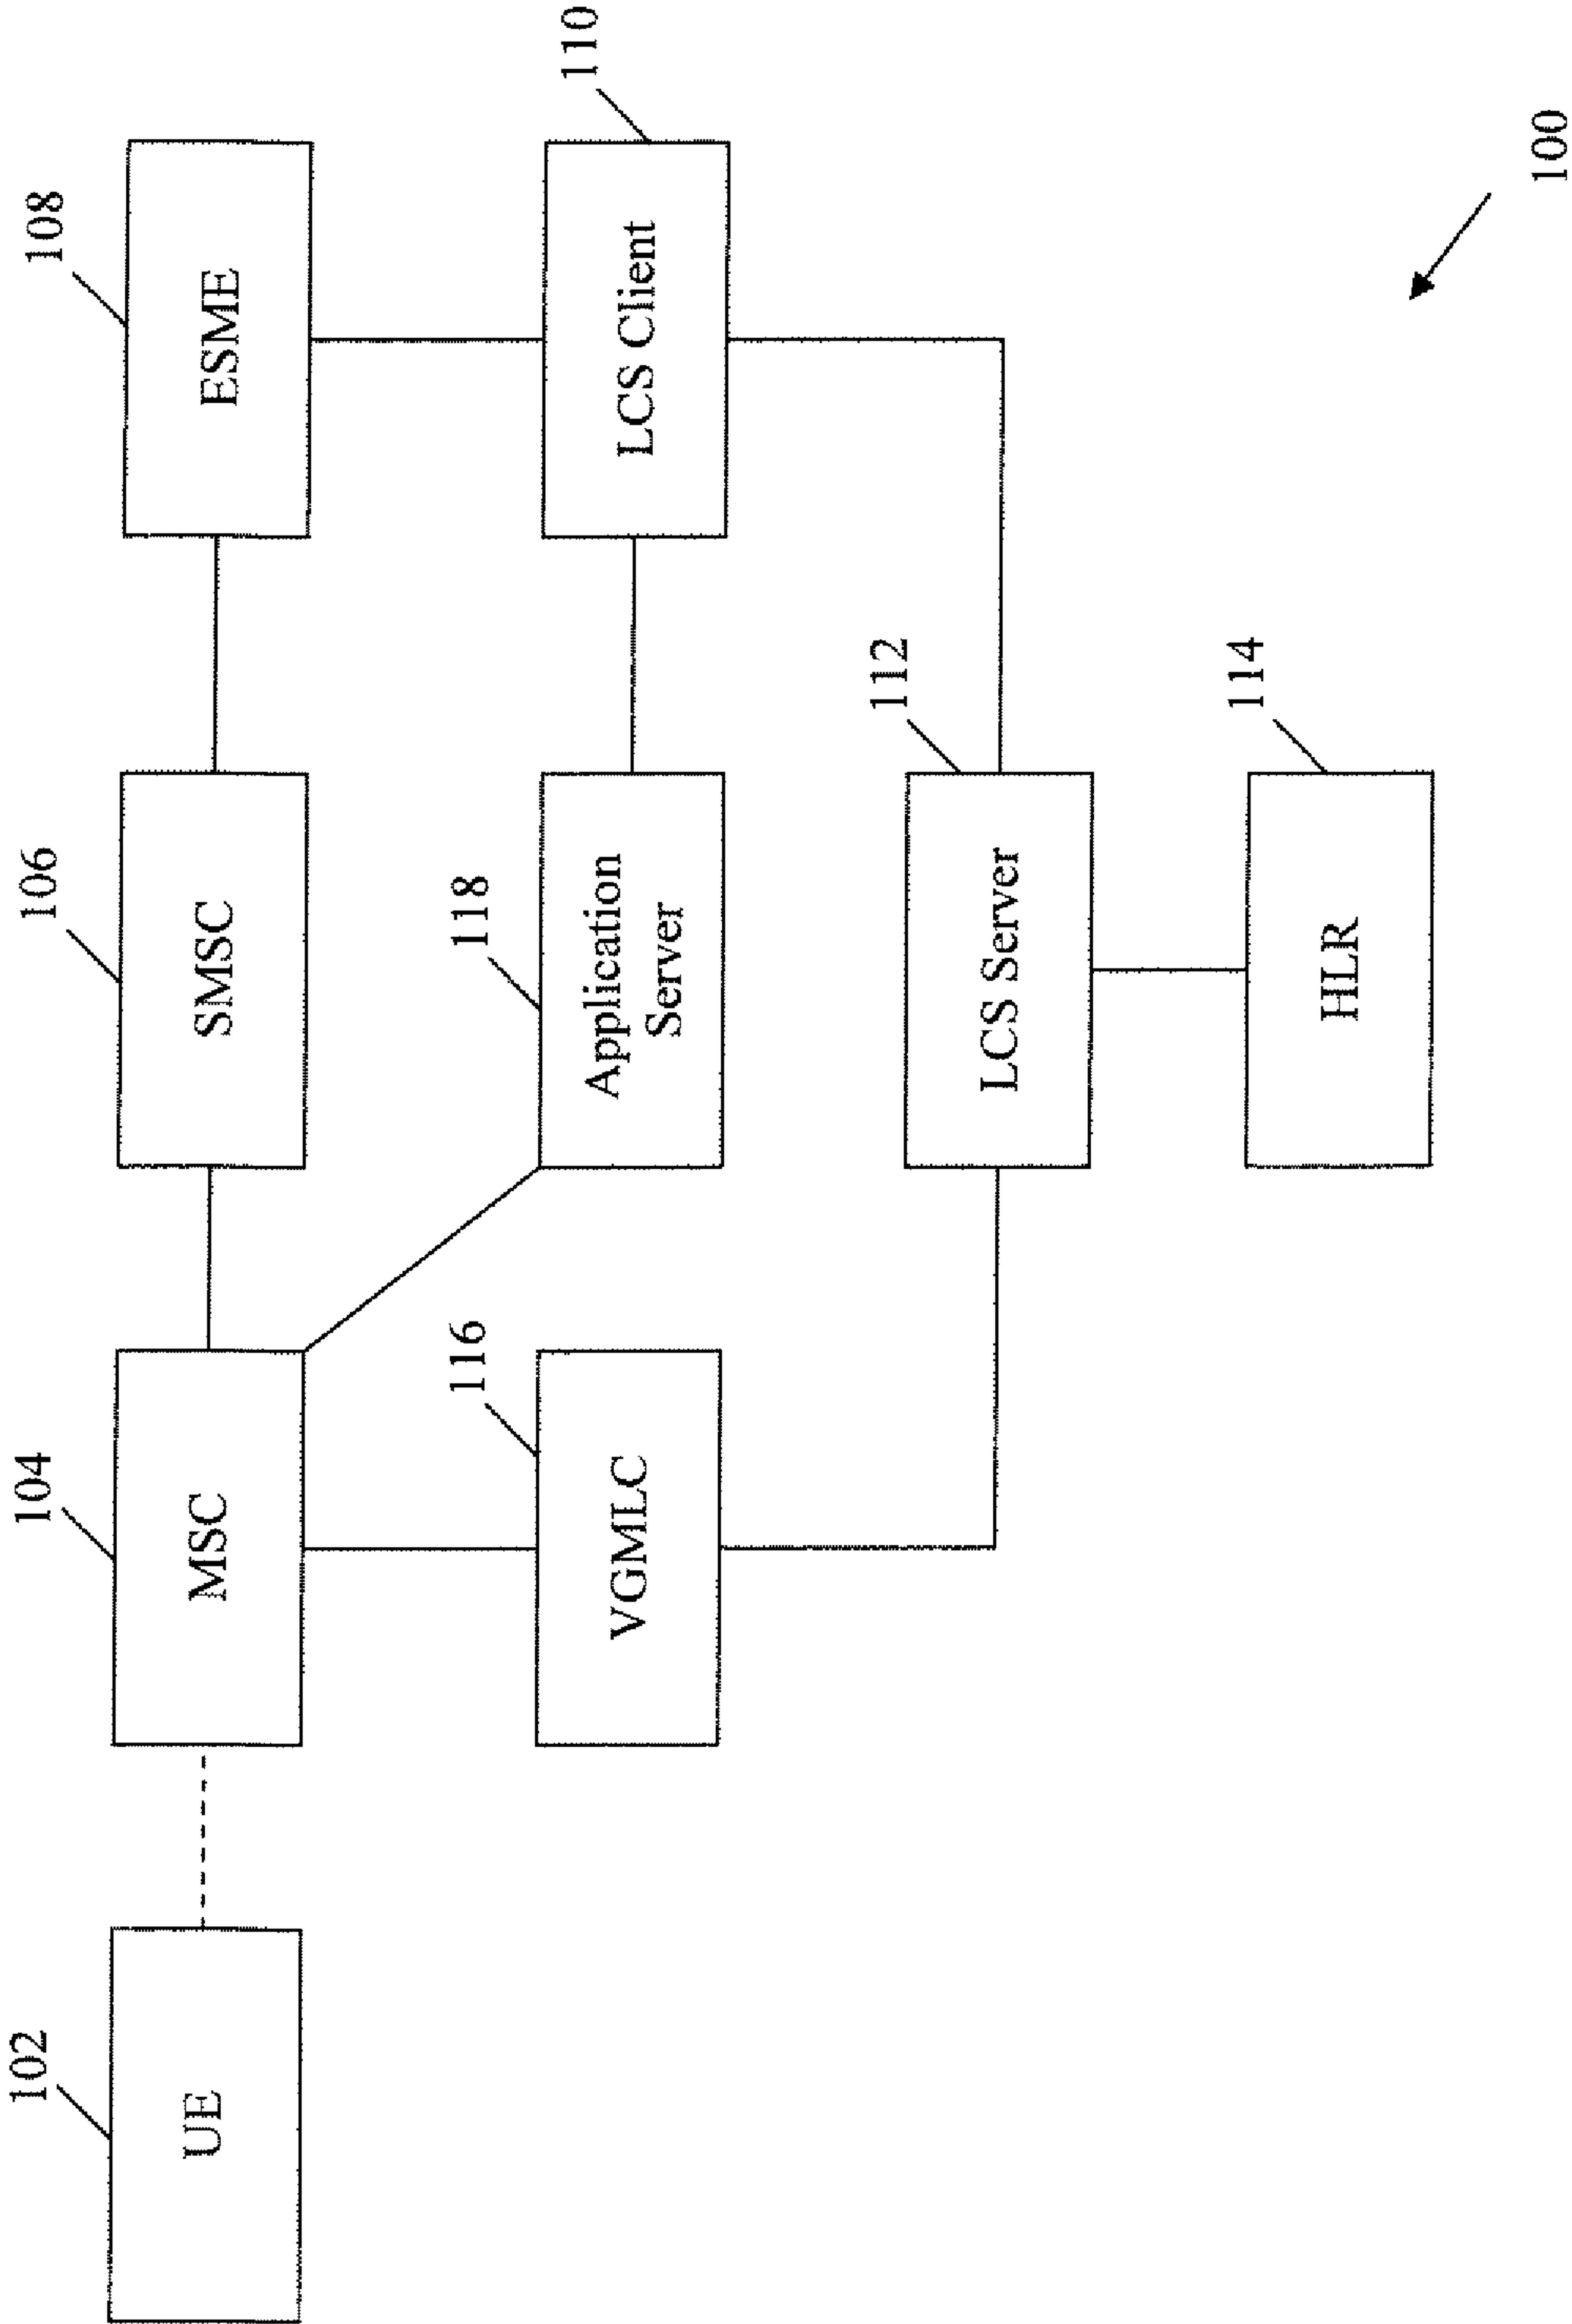 102
104
106
108
UE
MSC
SMSC
ESME
116
118
110
VGMLC
Application
Server
LCS Client
112
LCS Server
114
HLR
100